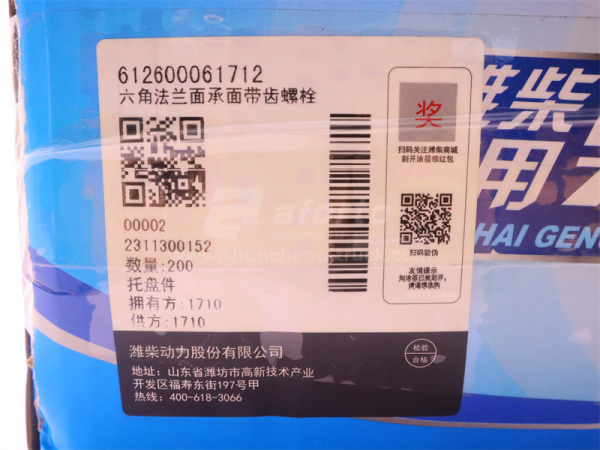 612600061712
六角法兰面承面带齿螺栓
00002
2311300152
数量:200
托盘件
拥有方:1710
供方:1710
奖
扫码关注潍柴商城
刮开涂层领红包
扫码验伪
友情提示
如涂层已被刮开,
请谨慎选购
潍柴动力股份有限公司
地址: 山东省潍坊市高新技术产业
开发区福寿东街197号甲
热线: 400-618-3066
检验
合格
潍柴
用
HAI GEN
aforto